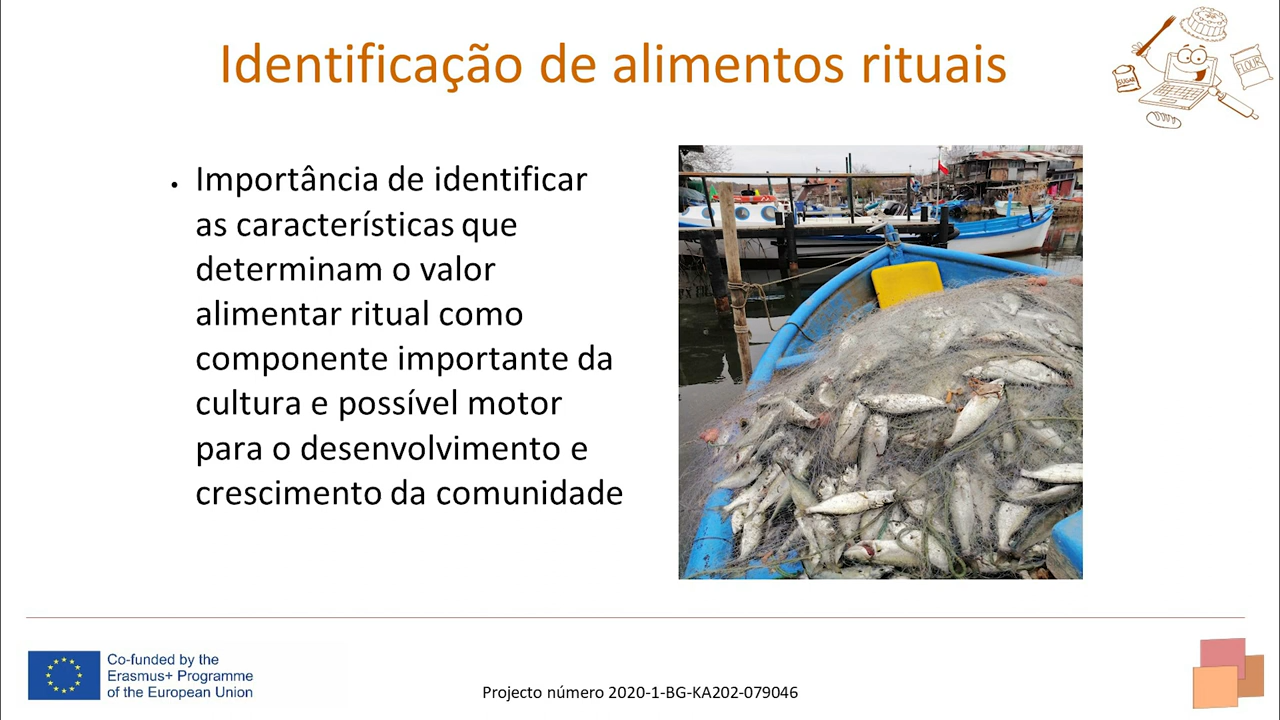 Identificação de alimentos rituais
SUGAR
FLOUR
• Importância de identificar
as características que
determinam o valor
alimentar ritual como
componente importante da
cultura e possível motor
para o desenvolvimento e
crescimento da comunidade
Co-funded by the
Erasmus+ Programme
of the European Union
Projecto número 2020-1-BG-KA202-079046